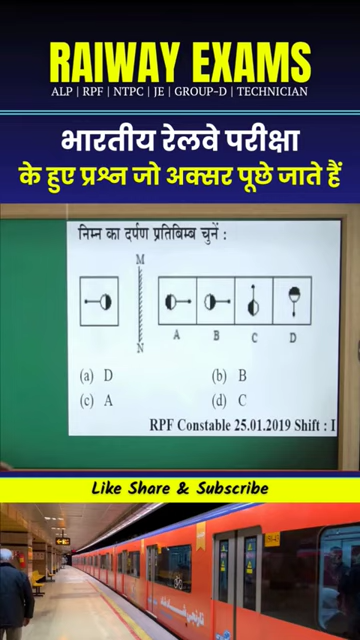 RAIWAY EXAMS
ALP | RPF | NTPC | JE | GROUP-D | TECHNICIAN
भारतीय रेलवे परीक्षा
के हुए प्रश्न जो अक्सर पूछे जाते हैं
निम्न का दर्पण प्रतिबिम्ब चुनें :
M
A B C D
N
(a) D (b) B
(c) A (d) C
RPF Constable 25.01.2019 Shift : I
Like Share & Subscribe